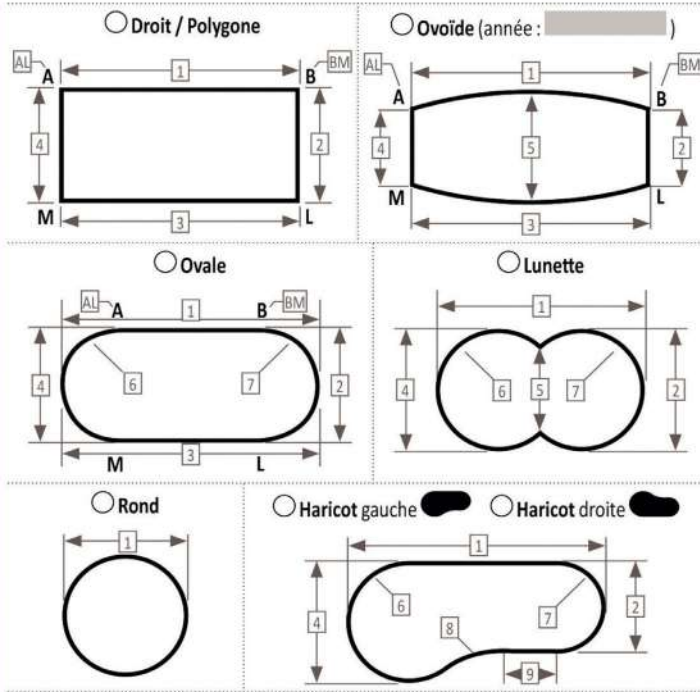 Droit / Polygone
AL
A
1
B
BM
4
2
M
3
L
Ovoïde (année : )
AL
A
1
B
BM
4
5
2
M
3
L
Ovale
AL
A
1
B
BM
4
6
7
2
M
3
L
Lunette
1
4
6
5
7
2
Rond
1
Haricot gauche
Haricot droite
1
4
6
7
2
8
9